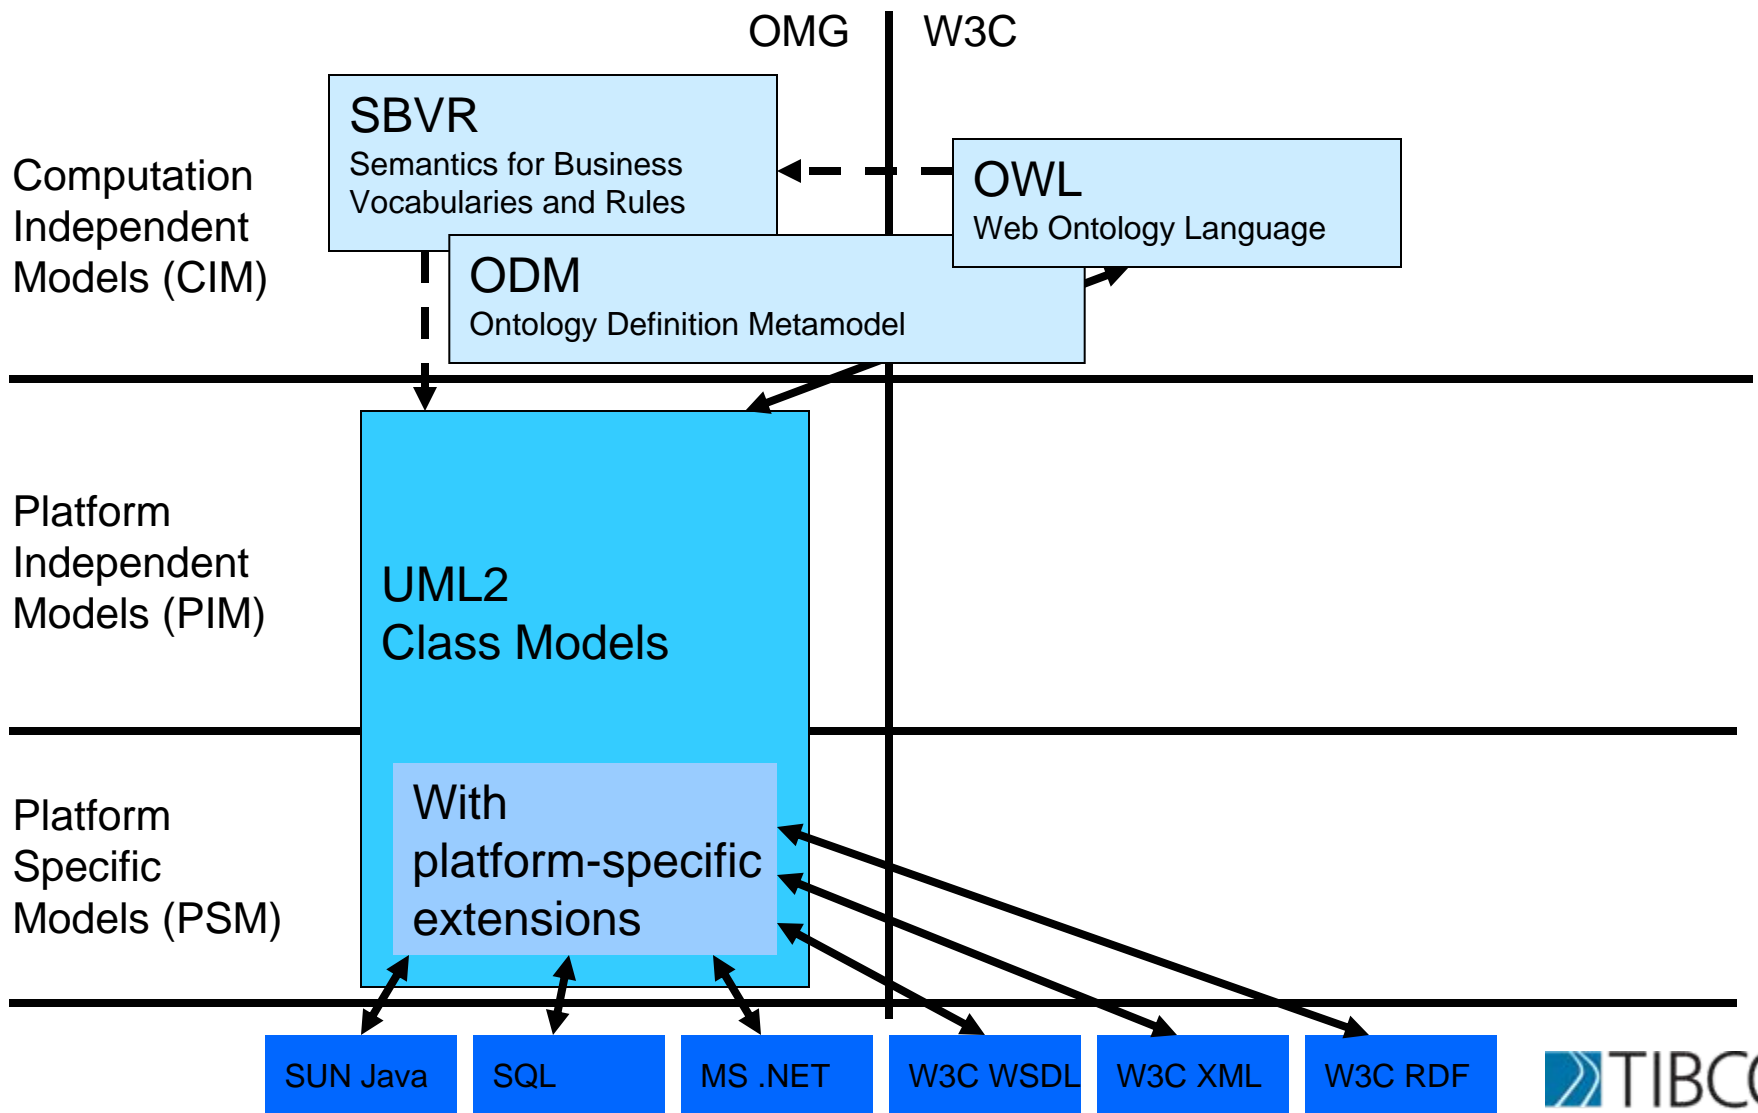 OMG
W3C
SBVR
Semantics for Business
Vocabularies and Rules
OWL
Web Ontology Language
Computation
Independent
Models (CIM)
ODM
Ontology Definition Metamodel
Platform
Independent
Models (PIM)
UML2
Class Models
Platform
Specific
Models (PSM)
With
platform-specific
extensions
SUN Java
SQL
MS .NET
W3C WSDL
W3C XML
W3C RDF
TIBC